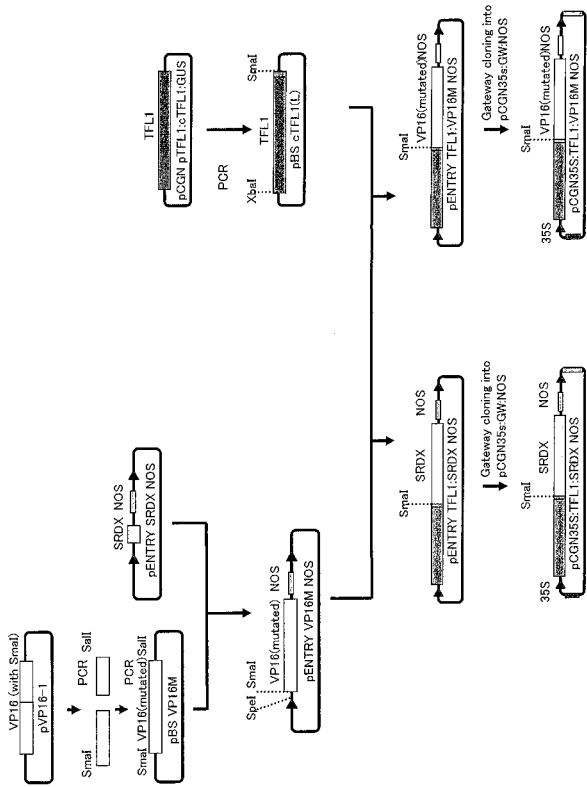 VP16 (with SmaI)
pVP16-1
SmaI
PCR SalI
PCR
SmaI VP16(mutated)SalI
pBS VP16M
SRDX NOS
pENTRY SRDX NOS
SpeI SmaI
VP16(mutated) NOS
pENTRY VP16M NOS
TFL1
pCGN pTFL1:cTFL1:GUS
PCR
XbaI
TFL1
SmaI
pBS cTFL1(L)
SmaI
SRDX
NOS
pENTRY TFL1:SRDX NOS
Gateway cloning into
pCGN35s:GW:NOS
35S
SmaI
SRDX
NOS
pCGN35S:TFL1:SRDX NOS
SmaI
VP16(mutated)NOS
pENTRY TFL1:VP16M NOS
Gateway cloning into
pCGN35s:GW:NOS
35S
SmaI
VP16(mutated)NOS
pCGN35S:TFL1:VP16M NOS